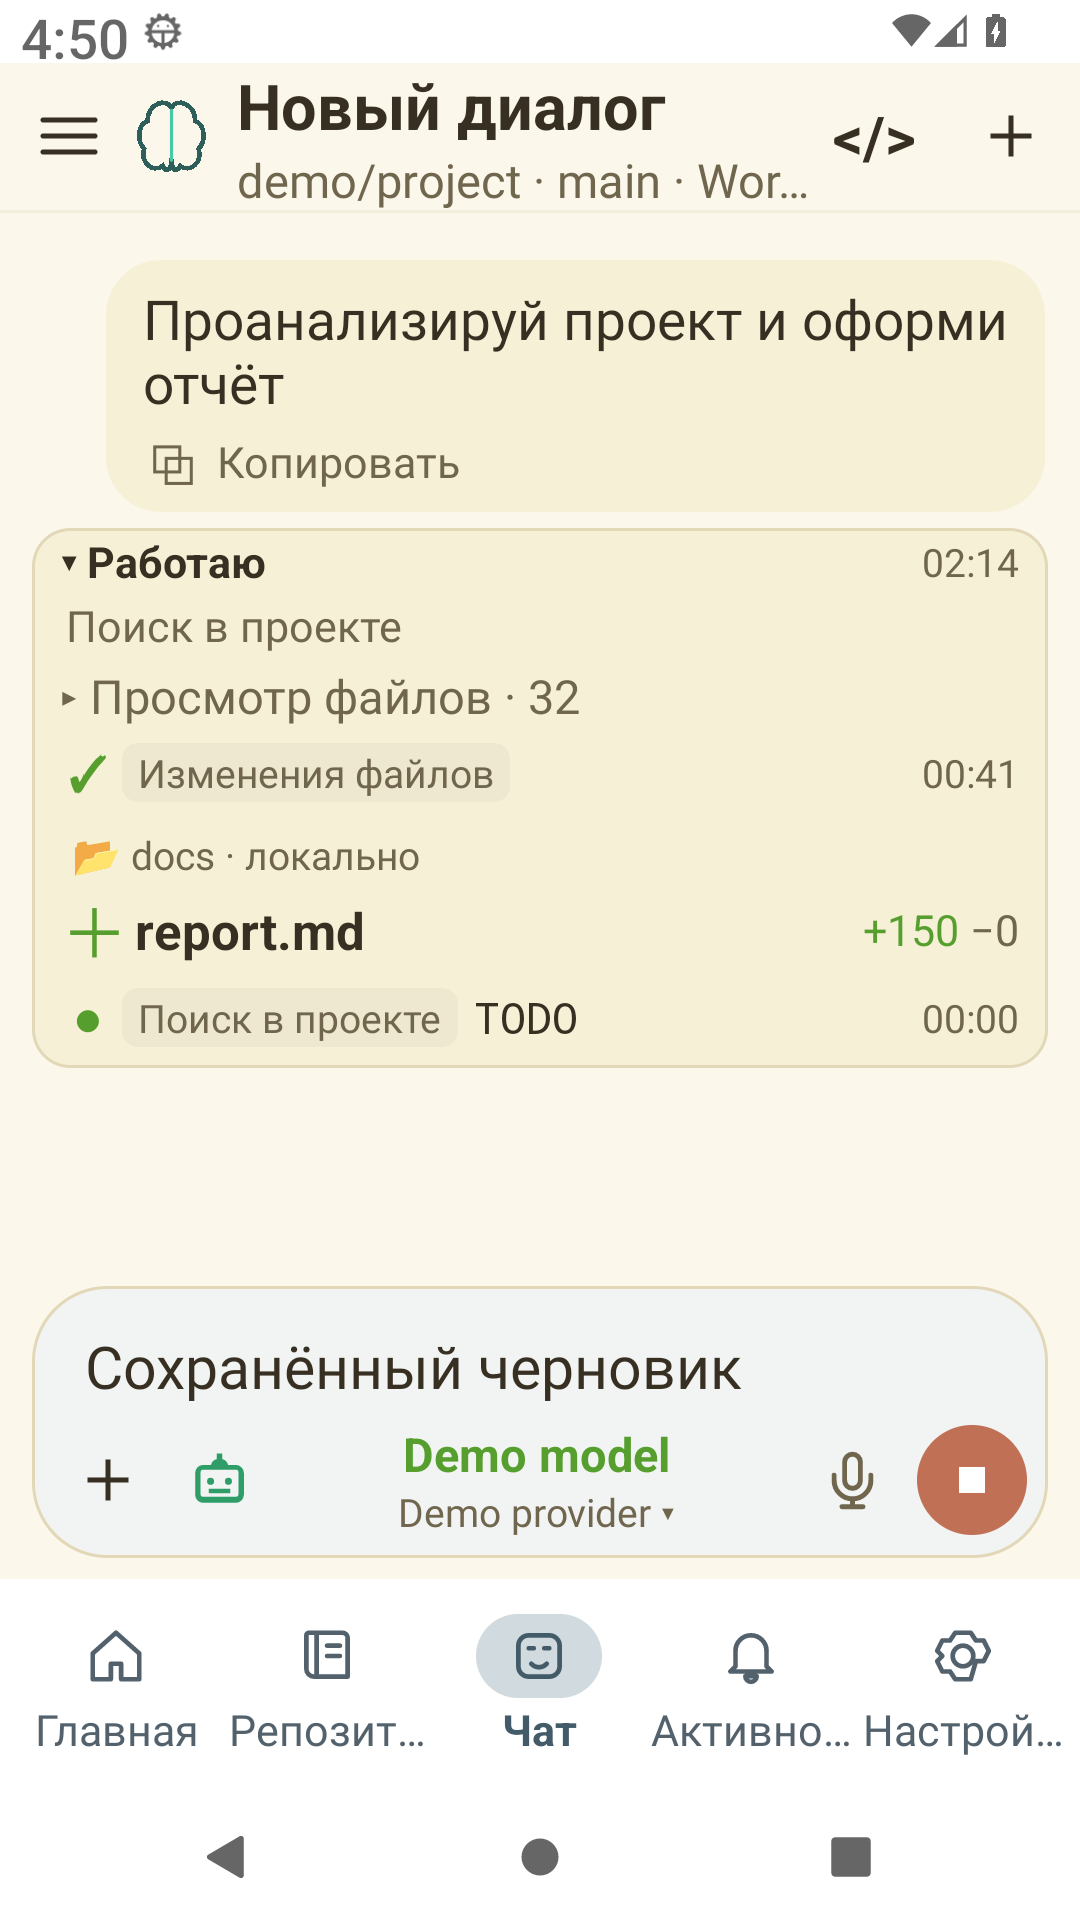 4:50
Новый диалог
demo/project · main · Wor…
</>
Проанализируй проект и оформи
отчёт
Копировать
▾ Работаю 02:14
Поиск в проекте
▸ Просмотр файлов · 32
✓ Изменения файлов 00:41
docs · локально
report.md +150 −0
Поиск в проекте TODO 00:00
Сохранённый черновик
Demo model
Demo provider ▾
Главная Репозит… Чат Активно… Настрой…